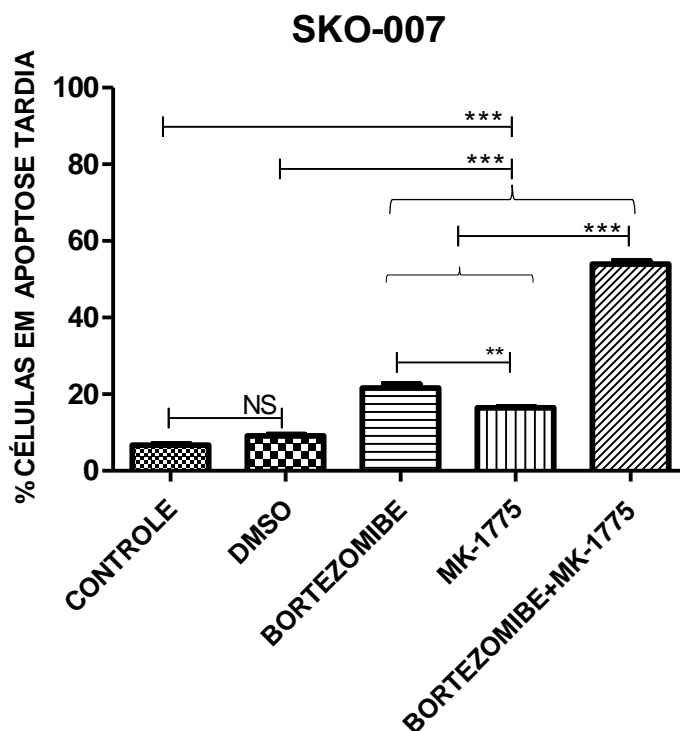 SKO-007
% CÉLULAS EM APOPTOSE TARDIA
100
80
60
40
20
0
***
***
***
**
NS
CONTROLE
DMSO
BORTEZOMIBE
MK-1775
BORTEZOMIBE+MK-1775